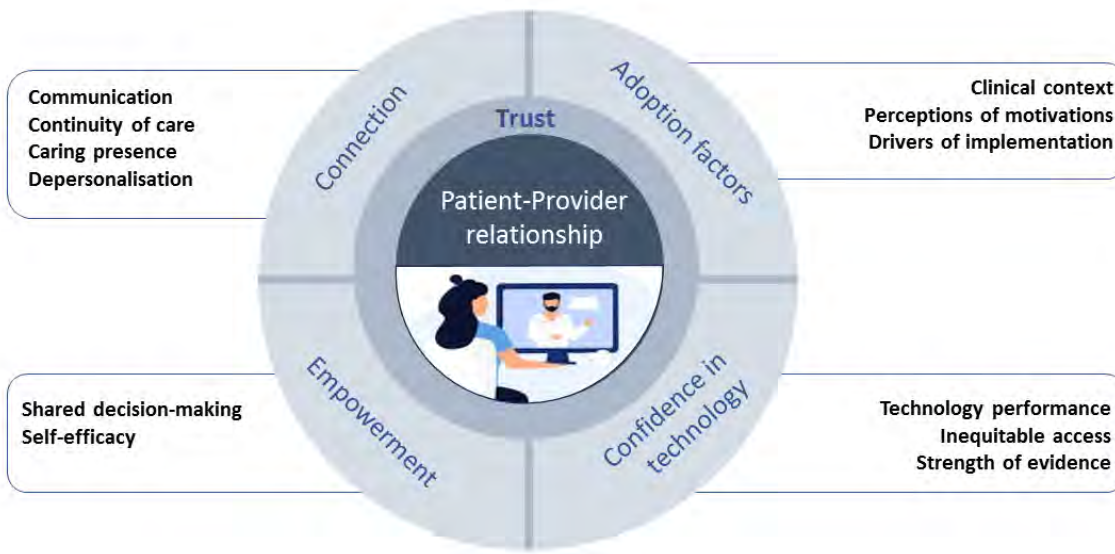 Communication
Continuity of care
Caring presence
Depersonalisation
Connection
Trust
Patient-Provider
relationship
Adoption factors
Clinical context
Perceptions of motivations
Drivers of implementation
Shared decision-making
Self-efficacy
Empowerment
Confidence in
technology
Technology performance
Inequitable access
Strength of evidence